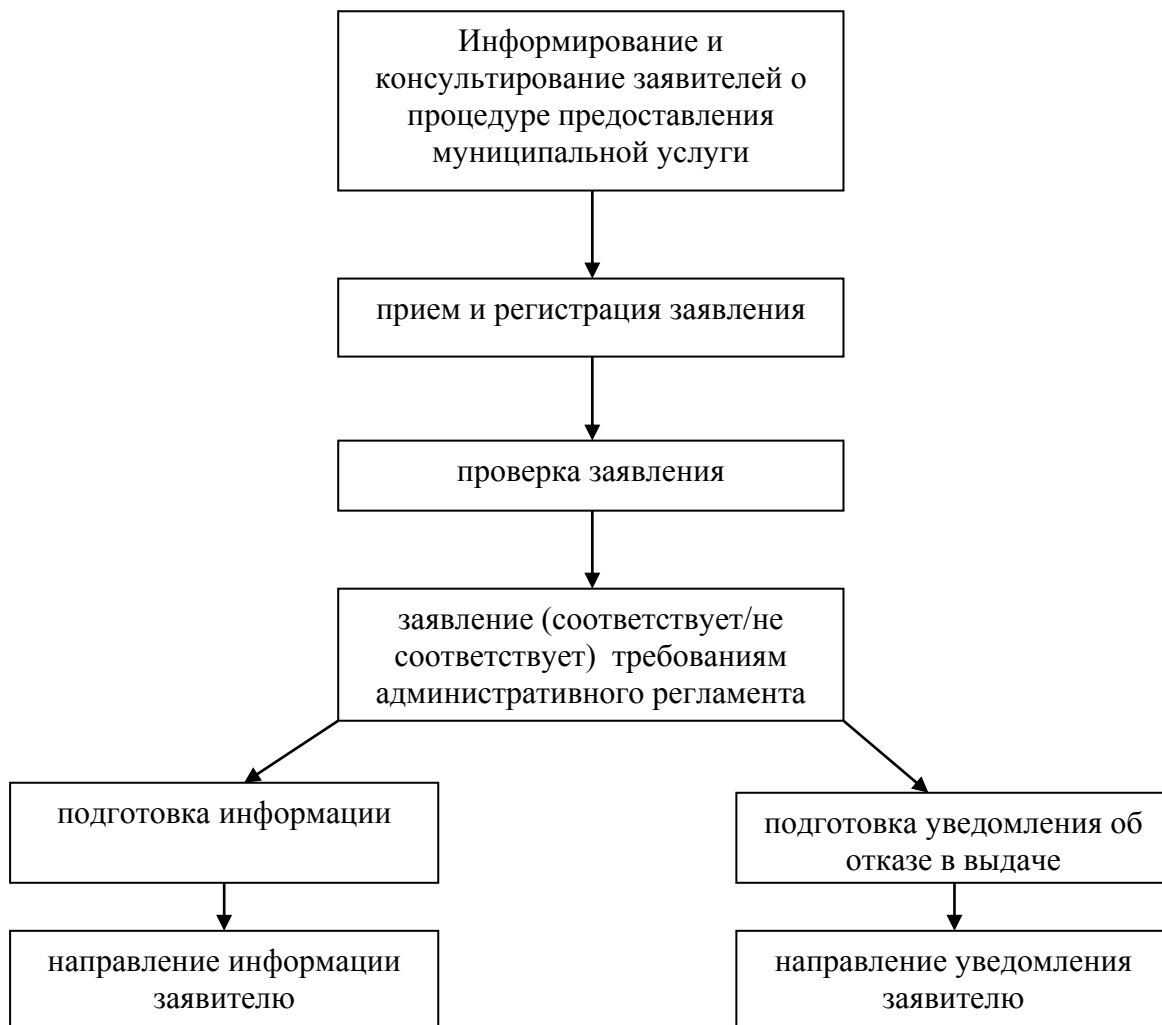 Информирование и
консультирование заявителей о
процедуре предоставления
муниципальной услуги
прием и регистрация заявления
проверка заявления
заявление (соответствует/не
соответствует) требованиям
административного регламента
подготовка информации
подготовка уведомления об
отказе в выдаче
направление информации
заявителю
направление уведомления
заявителю